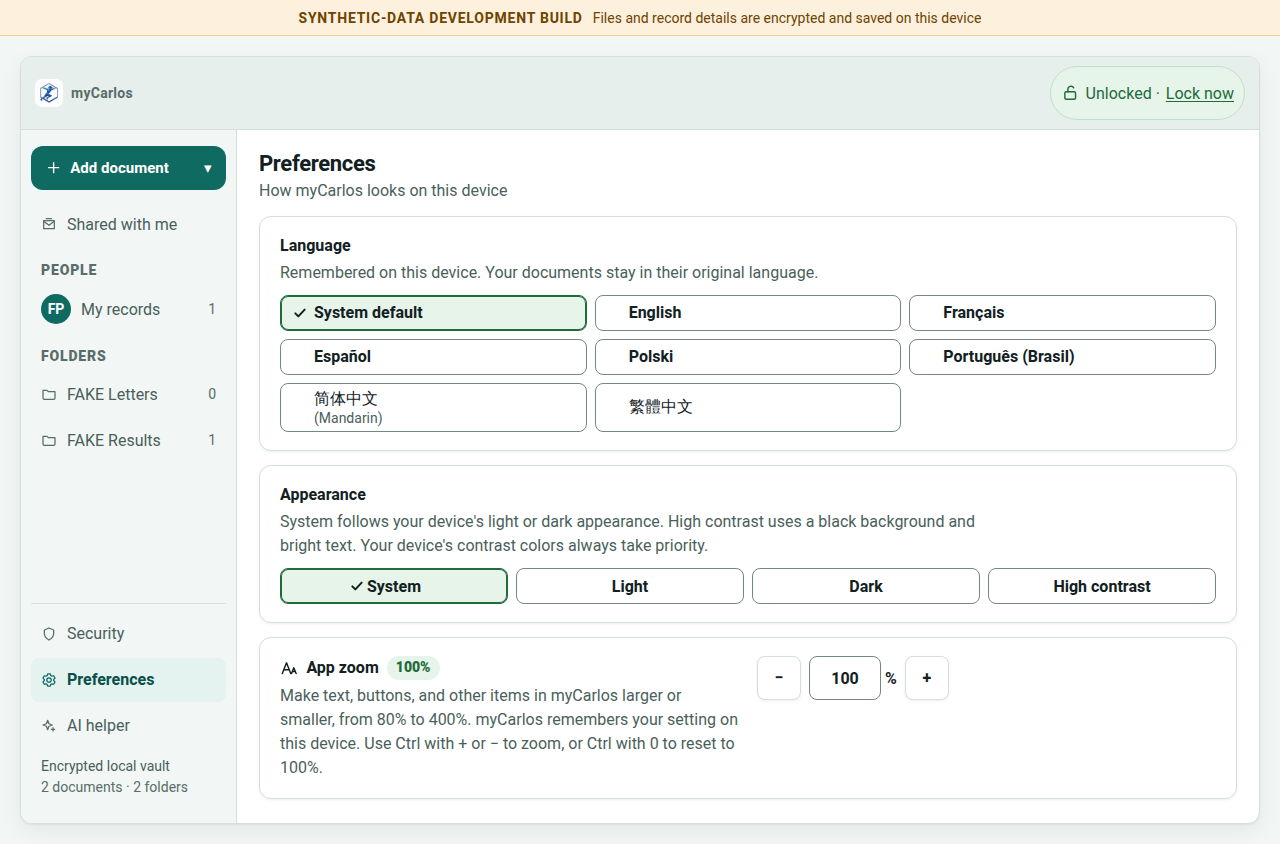 SYNTHETIC-DATA DEVELOPMENT BUILD Files and record details are encrypted and saved on this device
myCarlos
Unlocked · Lock now
+ Add document ▾
Shared with me
PEOPLE
FP My records 1
FOLDERS
FAKE Letters 0
FAKE Results 1
Security
Preferences
AI helper
Encrypted local vault
2 documents · 2 folders
Preferences
How myCarlos looks on this device
Language
Remembered on this device. Your documents stay in their original language.
✓ System default English Français
Español Polski Português (Brasil)
简体中文 繁體中文
(Mandarin)
Appearance
System follows your device's light or dark appearance. High contrast uses a black background and
bright text. Your device's contrast colors always take priority.
✓ System Light Dark High contrast
AA App zoom 100% − 100 % +
Make text, buttons, and other items in myCarlos larger or
smaller, from 80% to 400%. myCarlos remembers your setting on
this device. Use Ctrl with + or − to zoom, or Ctrl with 0 to reset to
100%.